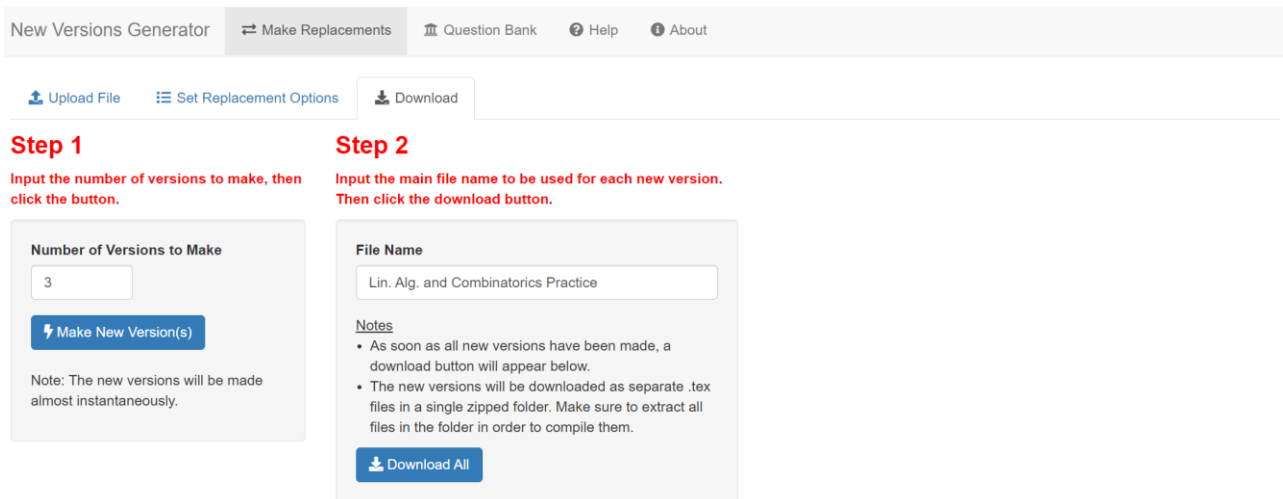 New Versions Generator Make Replacements Question Bank Help About
Upload File Set Replacement Options Download
Step 1
Input the number of versions to make, then
click the button.
Number of Versions to Make
3
Make New Version(s)
Note: The new versions will be made
almost instantaneously.
Step 2
Input the main file name to be used for each new version.
Then click the download button.
File Name
Lin. Alg. and Combinatorics Practice
Notes
• As soon as all new versions have been made, a
download button will appear below.
• The new versions will be downloaded as separate .tex
files in a single zipped folder. Make sure to extract all
files in the folder in order to compile them.
Download All